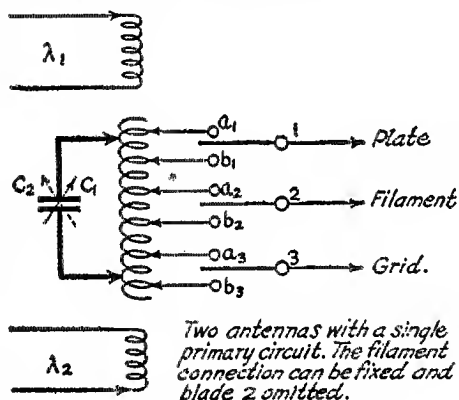 λ1
a1
1
Plate
b1
C2 C1
a2
2
Filament
b2
a3
3
Grid.
b3
λ2
Two antennas with a single
primary circuit. The filament
connection can be fixed and
blade 2 omitted.